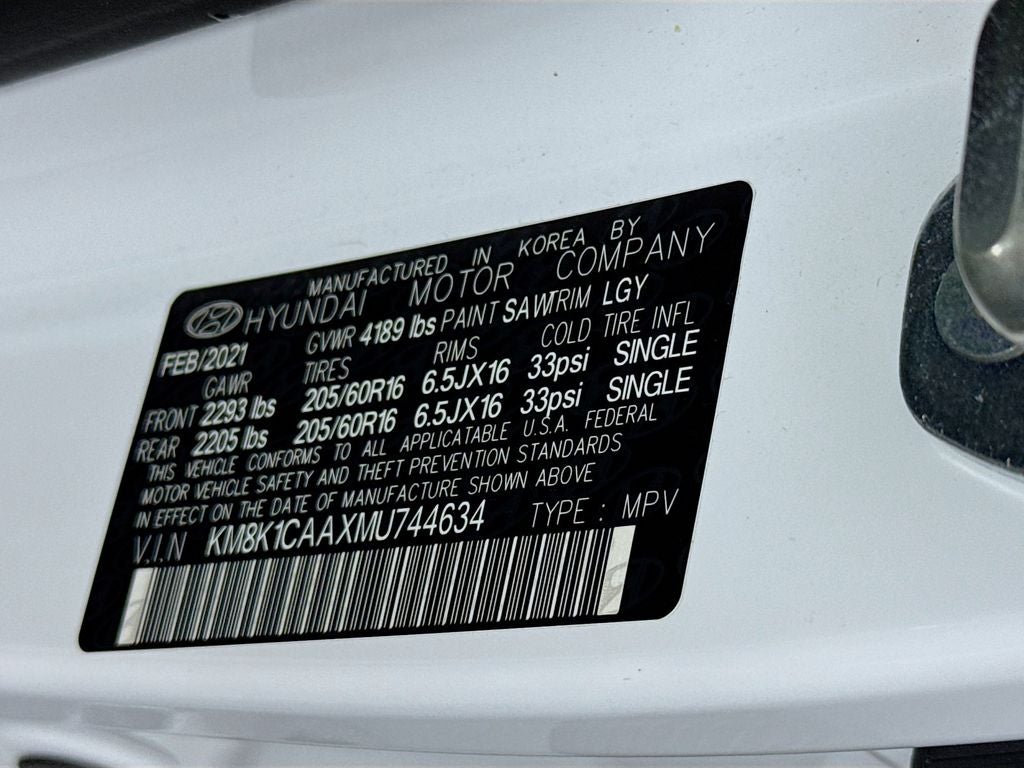 MANUFACTURED IN KOREA BY
HYUNDAI MOTOR COMPANY
FEB/2021 GVWR 4189 lbs PAINT SAW TRIM LGY
GAWR TIRES RIMS COLD TIRE INFL
FRONT 2293 lbs 205/60R16 6.5JX16 33psi SINGLE
REAR 2205 lbs 205/60R16 6.5JX16 33psi SINGLE
THIS VEHICLE CONFORMS TO ALL APPLICATABLE U.S.A. FEDERAL
MOTOR VEHICLE SAFETY AND THEFT PREVENTION STANDARDS
IN EFFECT ON THE DATE OF MANUFACTURE SHOWN ABOVE
V.I.N KM8K1CAAXMU744634 TYPE : MPV